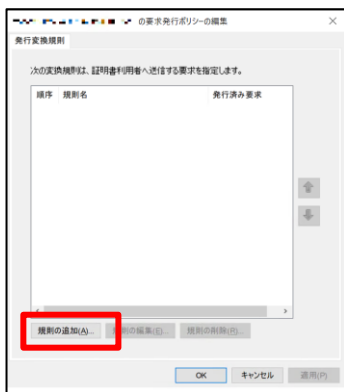 の要求発行ポリシーの編集
発行変換規則
次の変換規則は、証明書利用者へ送信する要求を指定します。
順序 規則名 発行済み要求
規則の追加(A)... 規則の編集(E)... 規則の削除(R)...
OK キャンセル 適用(P)